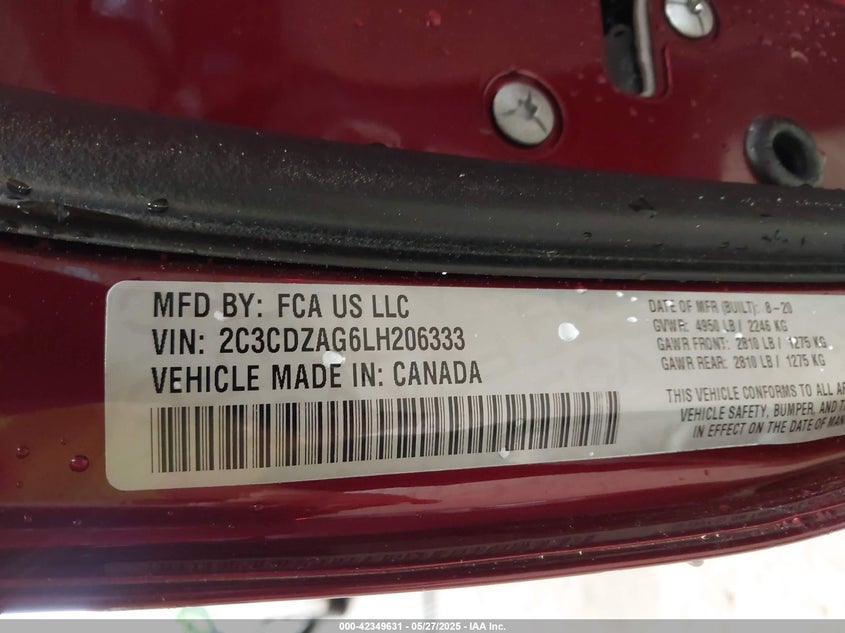 MFD BY: FCA US LLC
VIN: 2C3CDZAG6LH206333
VEHICLE MADE IN: CANADA
DATE OF MFR (BUILT): 8-20
GVWR: 4950 LB / 2246 KG
GAWR FRONT: 2810 LB / 1275 KG
GAWR REAR: 2810 LB / 1275 KG
THIS VEHICLE CONFORMS TO ALL AP
VEHICLE SAFETY, BUMPER, AND T
IN EFFECT ON THE DATE OF MAN
000-42349631 - 05/27/2025 - IAA Inc.